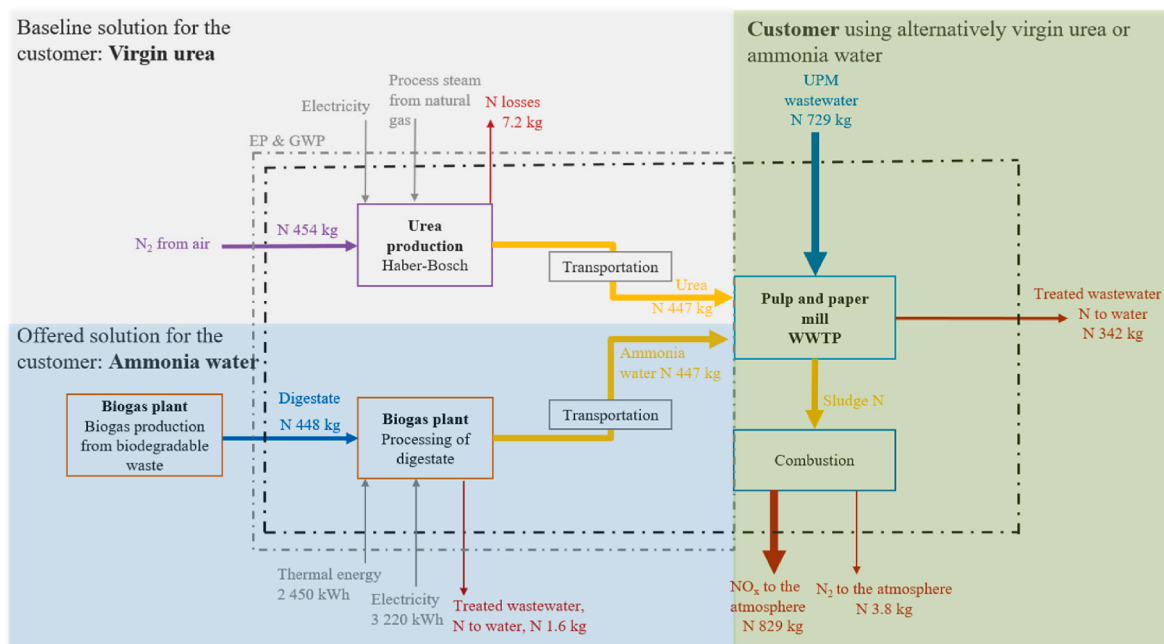 Baseline solution for the
customer: Virgin urea
Customer using alternatively virgin urea or
ammonia water
UPM
wastewater
N 729 kg
Process steam
from natural
gas
Electricity
N losses
7.2 kg
EP & GWP
N₂ from air
N 454 kg
Urea
production
Haber-Bosch
Transportation
Urea
N 447 kg
Pulp and paper
mill
WWTP
Treated wastewater
N to water
N 342 kg
Offered solution for the
customer: Ammonia water
Ammonia
water N 447 kg
Biogas plant
Biogas production
from biodegradable
waste
Digestate
N 448 kg
Biogas plant
Processing of
digestate
Transportation
Sludge N
Combustion
Thermal energy
2 450 kWh
Electricity
3 220 kWh
Treated wastewater,
N to water, N 1.6 kg
NOₓ to the
atmosphere
N 829 kg
N₂ to the atmosphere
N 3.8 kg